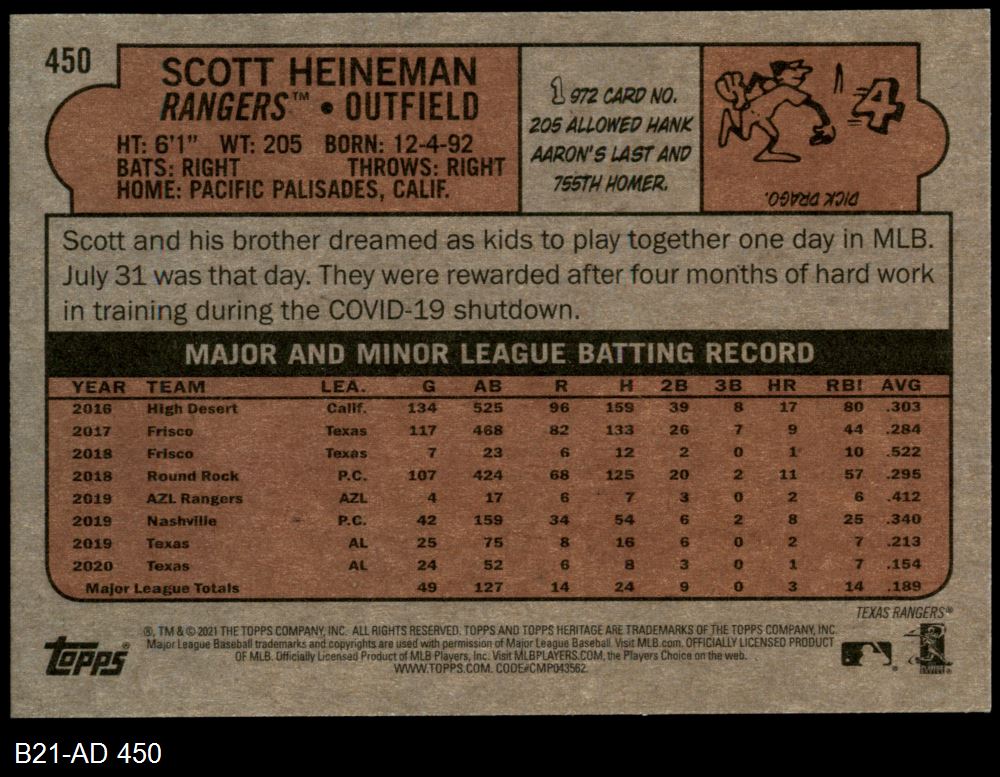 450
SCOTT HEINEMAN
RANGERS™ • OUTFIELD
HT: 6'1" WT: 205 BORN: 12-4-92
BATS: RIGHT THROWS: RIGHT
HOME: PACIFIC PALISADES, CALIF.
1972 CARD NO.
205 ALLOWED HANK
AARON'S LAST AND
755TH HOMER.
4
DICK DRAGO.
Scott and his brother dreamed as kids to play together one day in MLB.
July 31 was that day. They were rewarded after four months of hard work
in training during the COVID-19 shutdown.
MAJOR AND MINOR LEAGUE BATTING RECORD
YEAR TEAM LEA. G AB R H 2B 3B HR RBI AVG
2016 High Desert Calif. 134 525 96 159 39 8 17 80 .303
2017 Frisco Texas 117 468 82 133 26 7 9 44 .284
2018 Frisco Texas 7 23 6 12 2 0 1 10 .522
2018 Round Rock P.C. 107 424 68 125 20 2 11 57 .295
2019 AZL Rangers AZL 4 17 6 7 3 0 2 6 .412
2019 Nashville P.C. 42 159 34 54 6 2 8 25 .340
2019 Texas AL 25 75 8 16 6 0 2 7 .213
2020 Texas AL 24 52 6 8 3 0 1 7 .154
Major League Totals 49 127 14 24 9 0 3 14 .189
TEXAS RANGERS℠
®, TM & © 2021 THE TOPPS COMPANY, INC. ALL RIGHTS RESERVED. TOPPS AND TOPPS HERITAGE ARE TRADEMARKS OF THE TOPPS COMPANY, INC.
Major League Baseball trademarks and copyrights are used with permission of Major League Baseball. Visit MLB.com. OFFICIALLY LICENSED PRODUCT
OF MLB. Officially Licensed Product of MLB Players, Inc. Visit MLBPLAYERS.COM, the Players Choice on the web.
WWW.TOPPS.COM. CODE#CMP043562.
Topps®
B21-AD 450